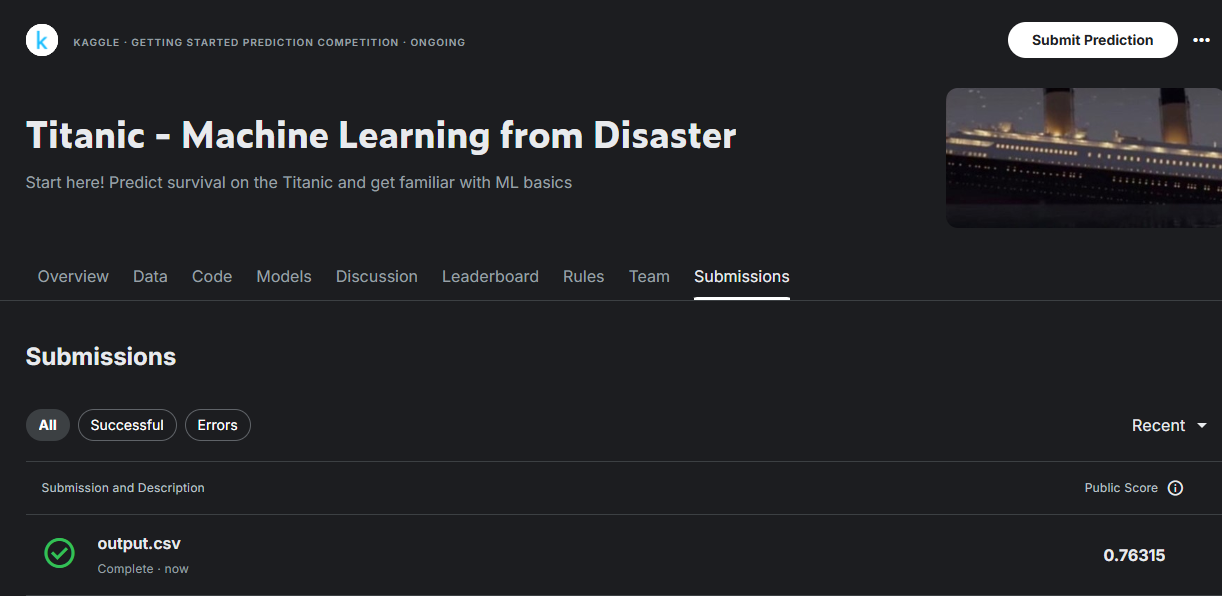 k
KAGGLE · GETTING STARTED PREDICTION COMPETITION · ONGOING
Submit Prediction
Titanic - Machine Learning from Disaster
Start here! Predict survival on the Titanic and get familiar with ML basics
Overview Data Code Models Discussion Leaderboard Rules Team Submissions
Submissions
All Successful Errors
Recent
Submission and Description Public Score
output.csv
Complete · now
0.76315